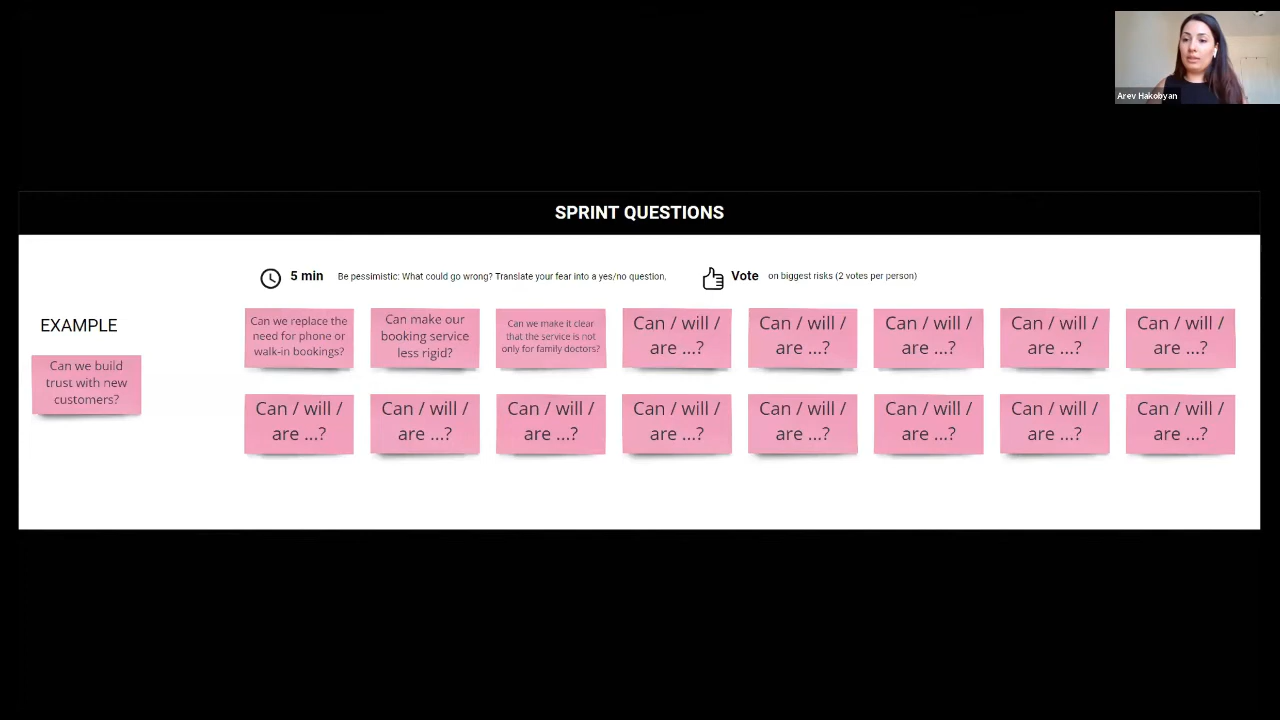 Arev Hakobyan
SPRINT QUESTIONS
5 min
Be pessimistic: What could go wrong? Translate your fear into a yes/no question.
Vote
on biggest risks (2 votes per person)
EXAMPLE
Can we build
trust with new
customers?
Can we replace the
need for phone or
walk-in bookings?
Can make our
booking service
less rigid?
Can we make it clear
that the service is not
only for family doctors?
Can / will /
are ...?
Can / will /
are ...?
Can / will /
are ...?
Can / will /
are ...?
Can / will /
are ...?
Can / will /
are ...?
Can / will /
are ...?
Can / will /
are ...?
Can / will /
are ...?
Can / will /
are ...?
Can / will /
are ...?
Can / will /
are ...?
Can / will /
are ...?